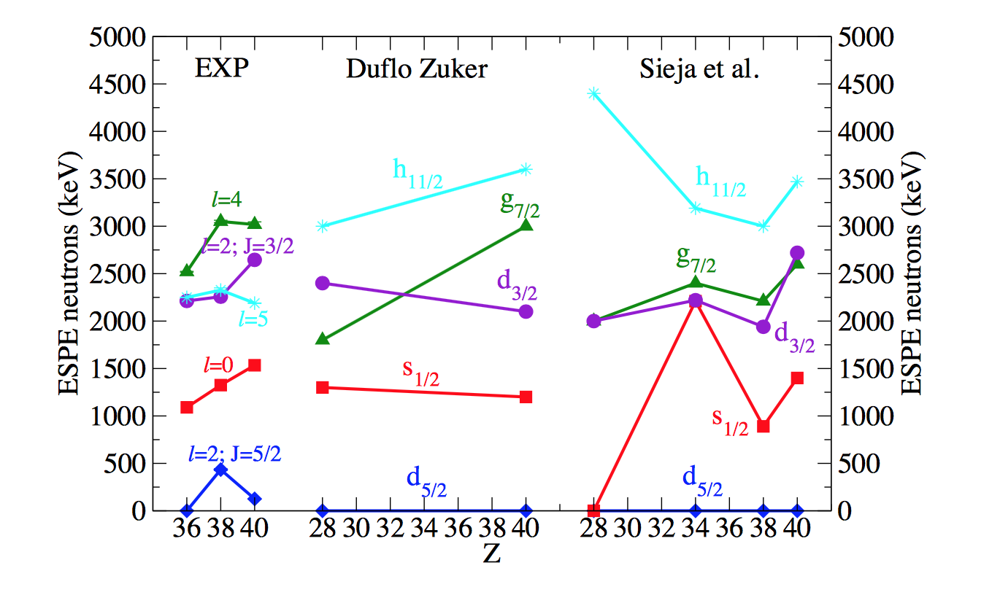 5000
4500
4000
3500
3000
2500
2000
1500
1000
500
0
ESPE neutrons (keV)
EXP
l=4
l=2; J=3/2
l=5
l=0
l=2; J=5/2
36 38 40
Duflo Zuker
h11/2
g7/2
d3/2
s1/2
d5/2
28 30 32 34 36 38 40
Sieja et al.
h11/2
g7/2
d3/2
s1/2
d5/2
28 30 32 34 36 38 40
Z
5000
4500
4000
3500
3000
2500
2000
1500
1000
500
0
ESPE neutrons (keV)